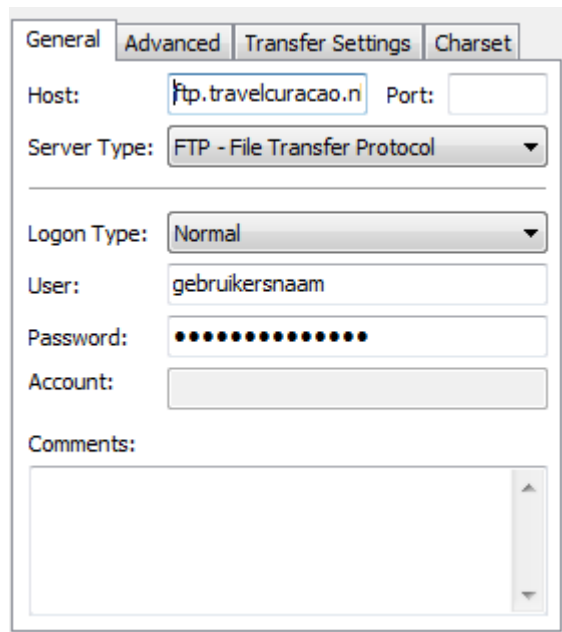 General Advanced Transfer Settings Charset
Host: ftp.travelcuracao.nl Port:
Server Type: FTP - File Transfer Protocol
Logon Type: Normal
User: gebruikersnaam
Password: ••••••••••••••
Account:
Comments: